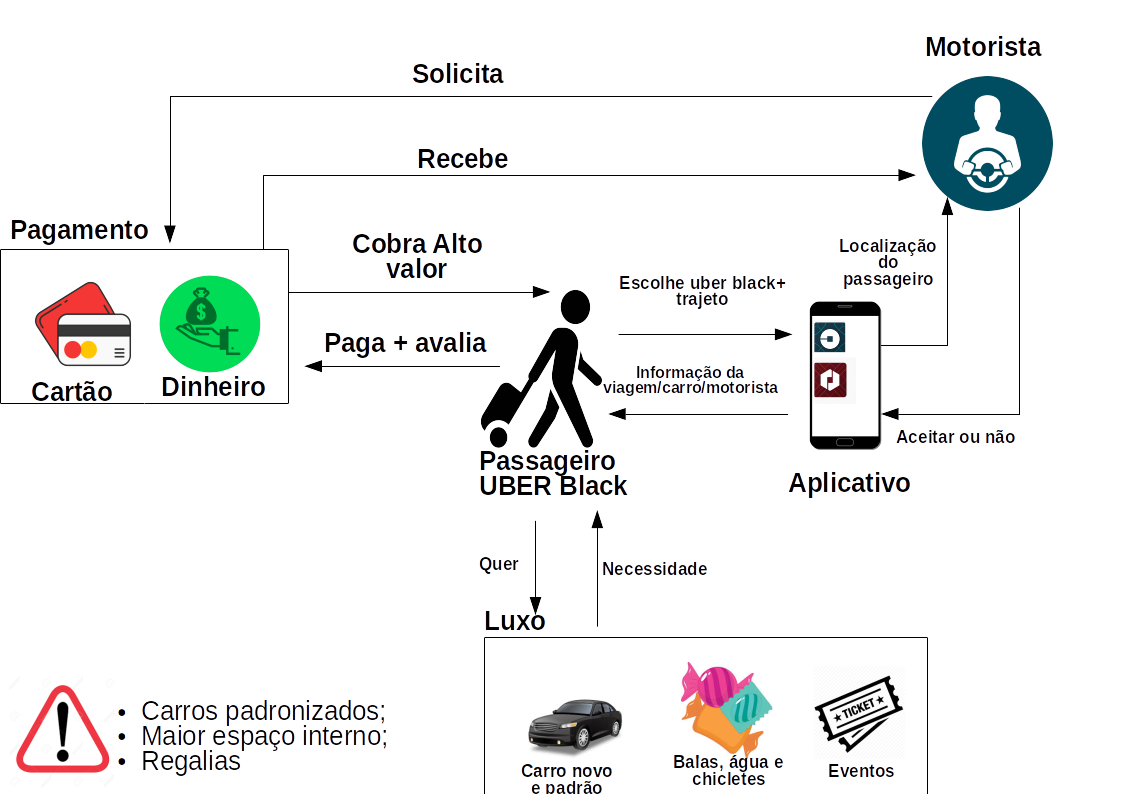 Motorista
Solicita
Recebe
Pagamento
Cobra Alto
valor
Localização
do
passageiro
Escolhe uber black+
trajeto
Paga + avalia
Informação da
viagem/carro/motorista
Cartão
Dinheiro
Aceitar ou não
Passageiro
UBER Black
Aplicativo
Quer
Necessidade
Luxo
TICKET
• Carros padronizados;
• Maior espaço interno;
• Regalias
Carro novo
e padrão
Balas, água e
chicletes
Eventos